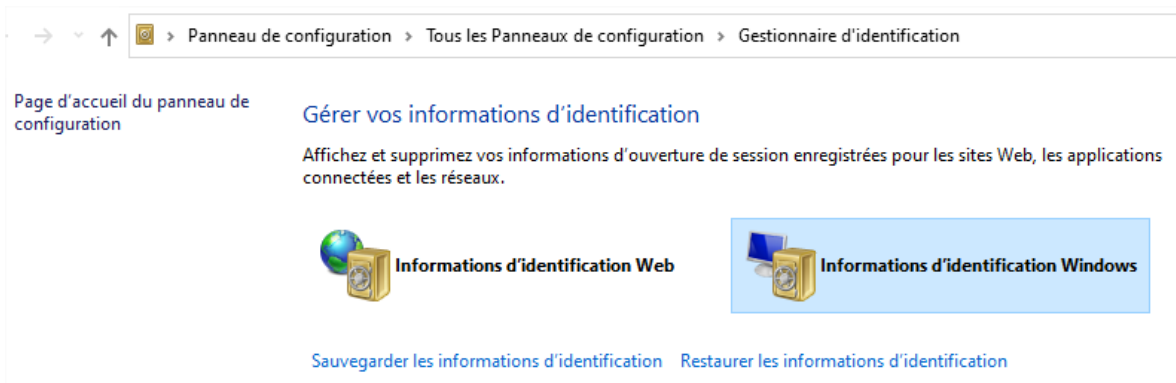 Panneau de configuration > Tous les Panneaux de configuration > Gestionnaire d'identification
Page d'accueil du panneau de
configuration
Gérer vos informations d'identification
Affichez et supprimez vos informations d'ouverture de session enregistrées pour les sites Web, les applications
connectées et les réseaux.
Informations d'identification Web
Informations d'identification Windows
Sauvegarder les informations d'identification
Restaurer les informations d'identification